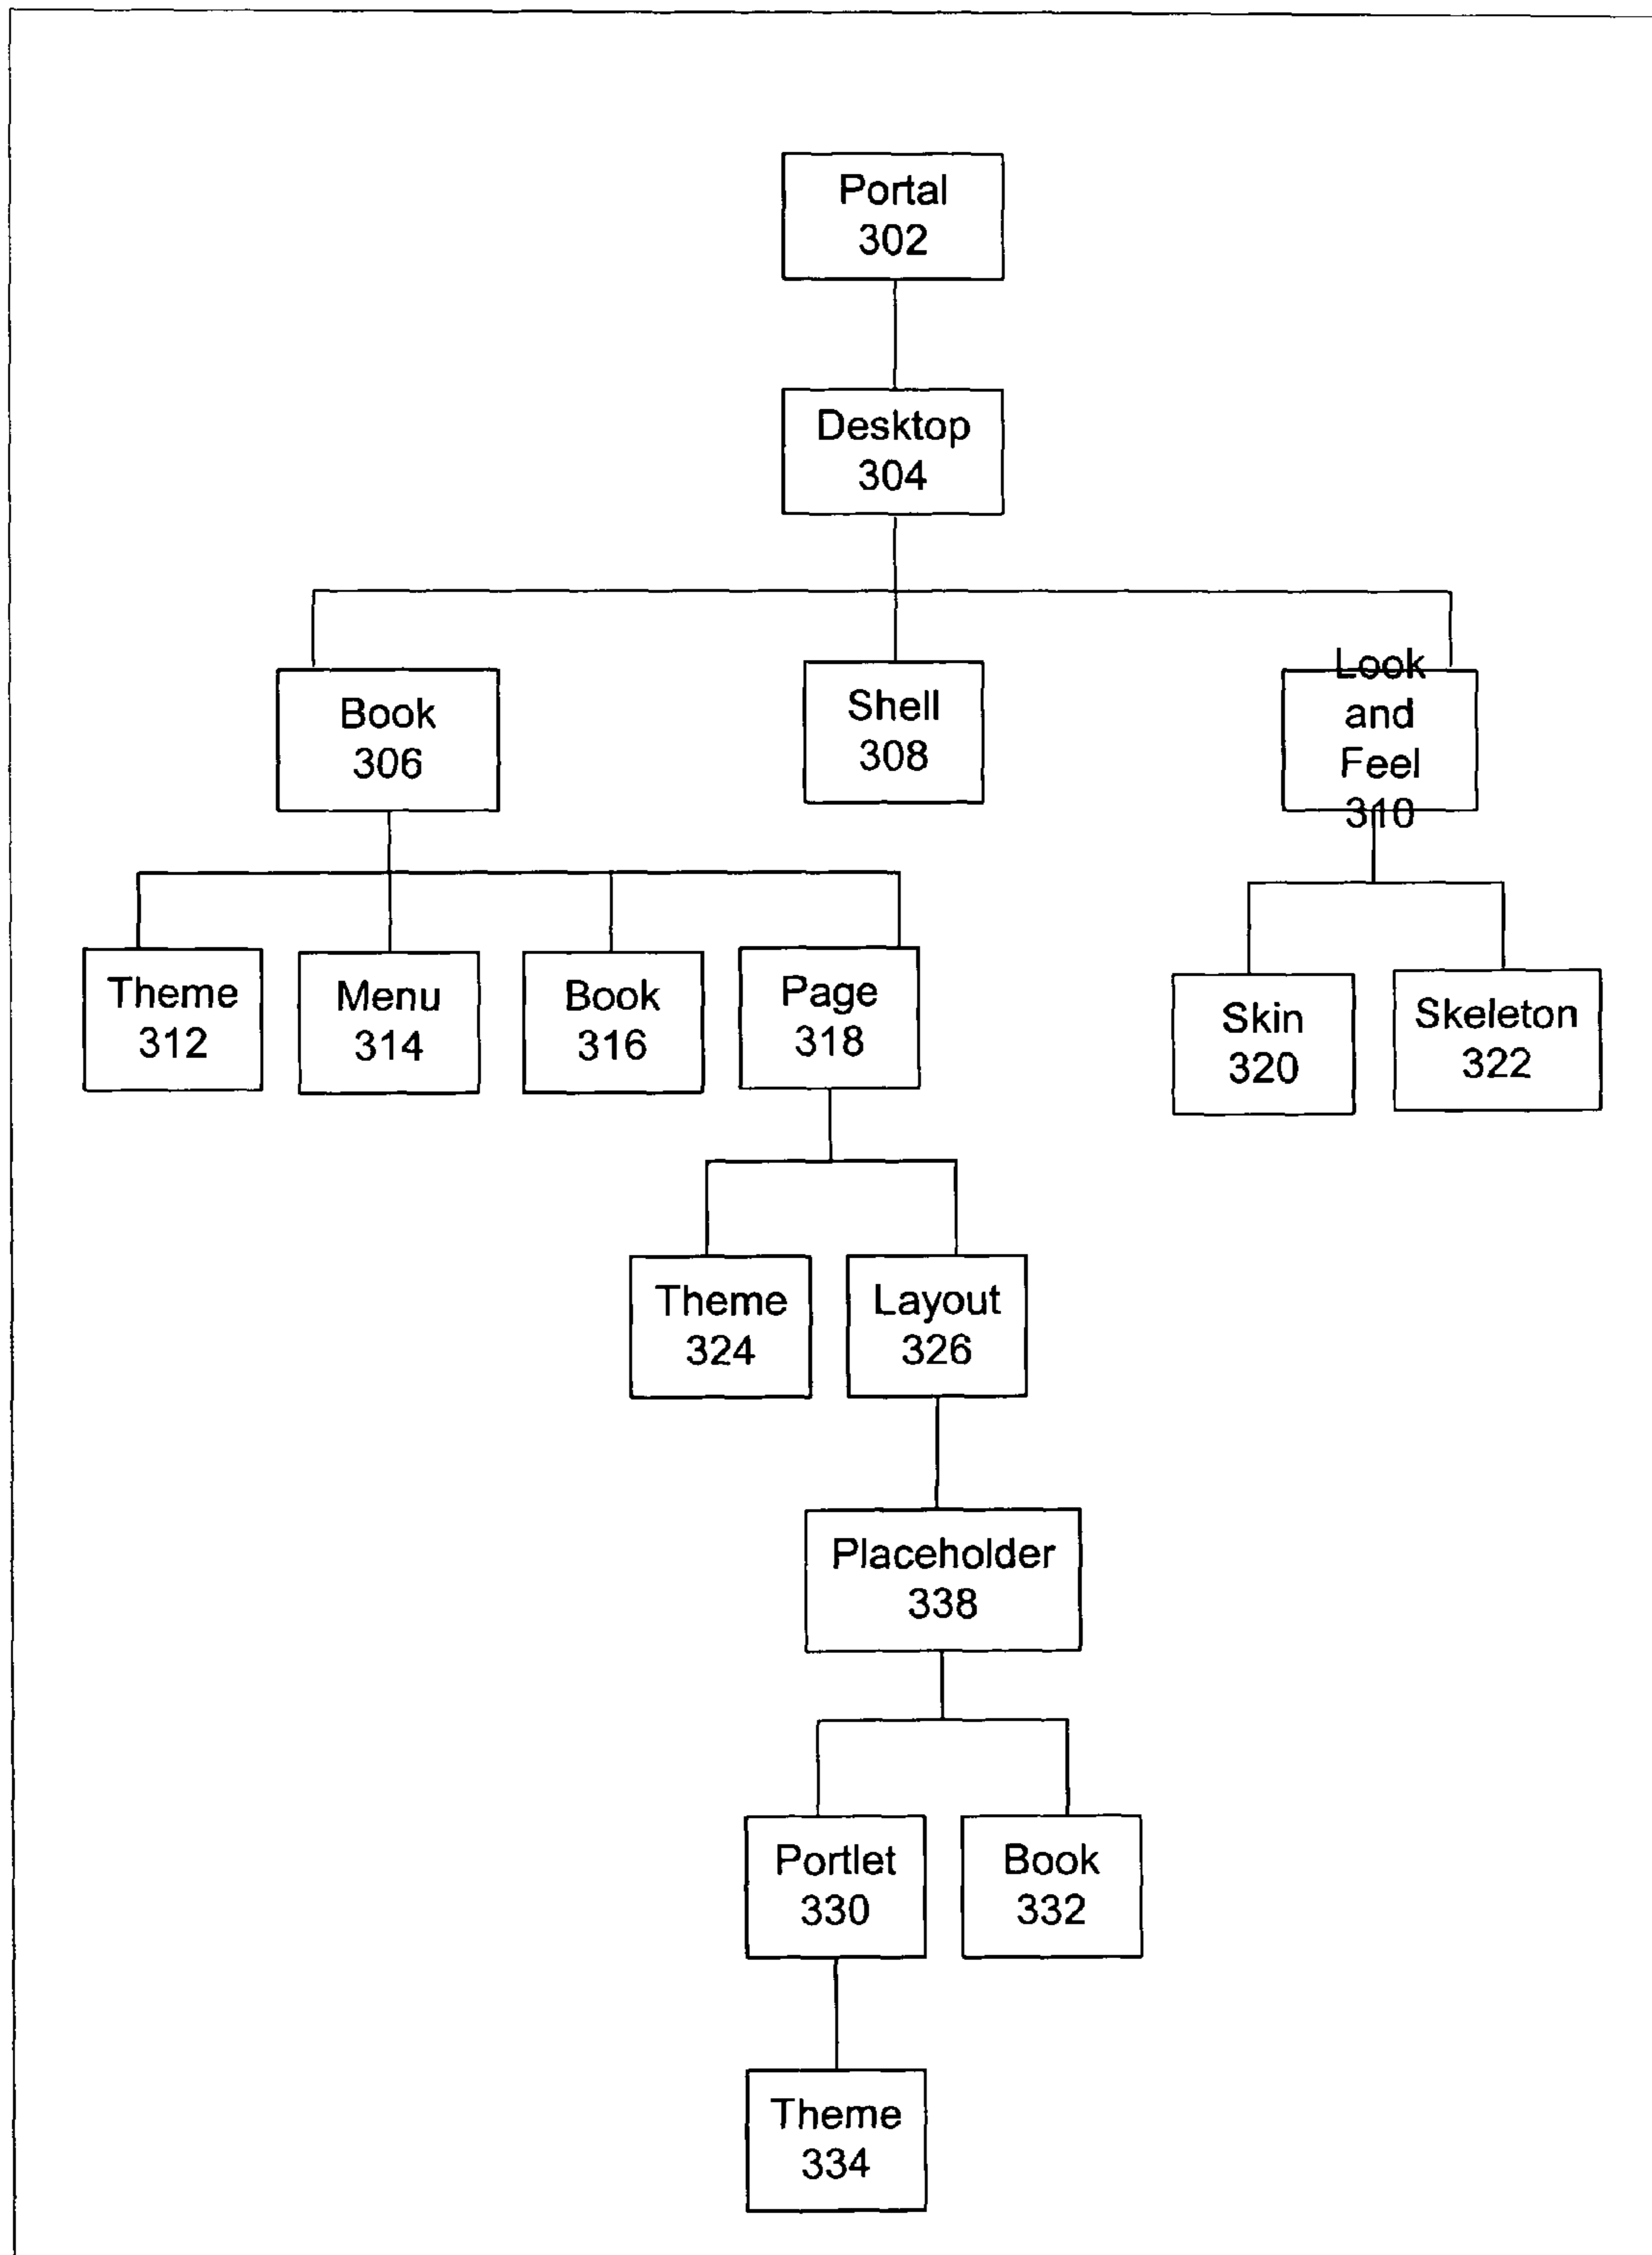 Portal
302
Desktop
304
Book
306
Shell
308
Look
and
Feel
310
Theme
312
Menu
314
Book
316
Page
318
Skin
320
Skeleton
322
Theme
324
Layout
326
Placeholder
338
Portlet
330
Book
332
Theme
334